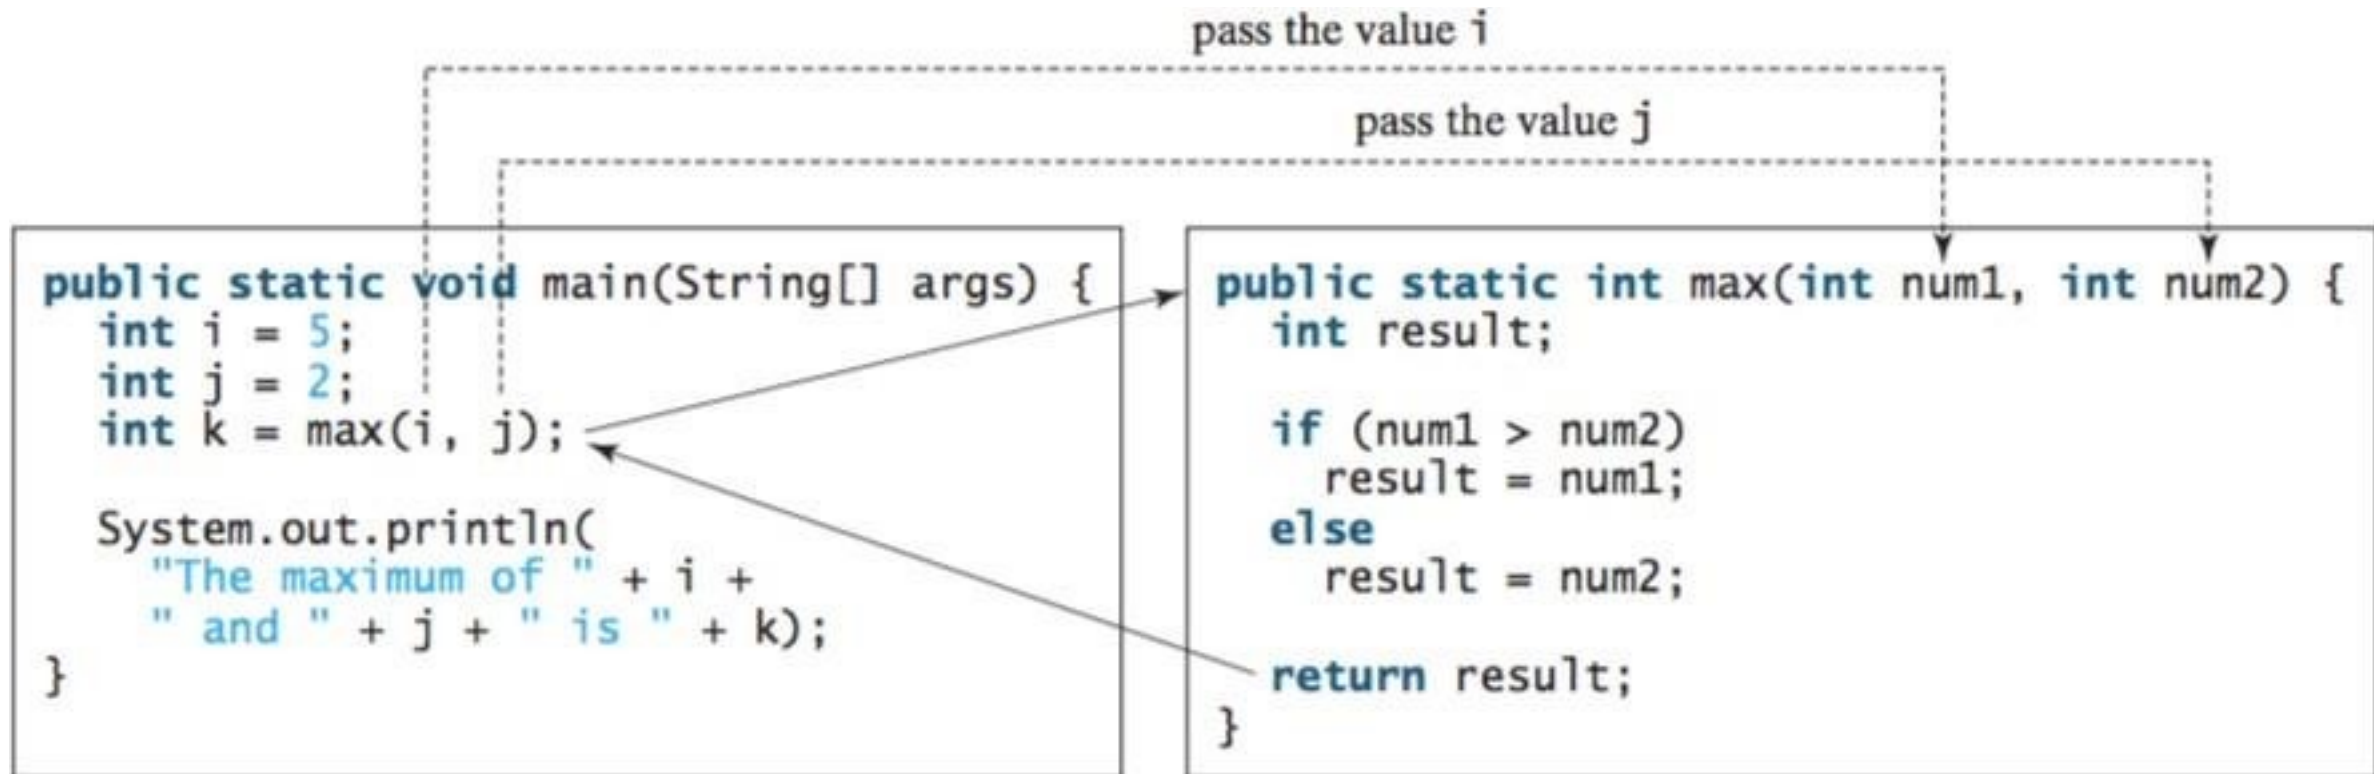 pass the value i
pass the value j
public static void main(String[] args) {
int i = 5;
int j = 2;
int k = max(i, j);
System.out.println(
"The maximum of " + i +
" and " + j + " is " + k);
}
public static int max(int num1, int num2) {
int result;
if (num1 > num2)
result = num1;
else
result = num2;
return result;
}